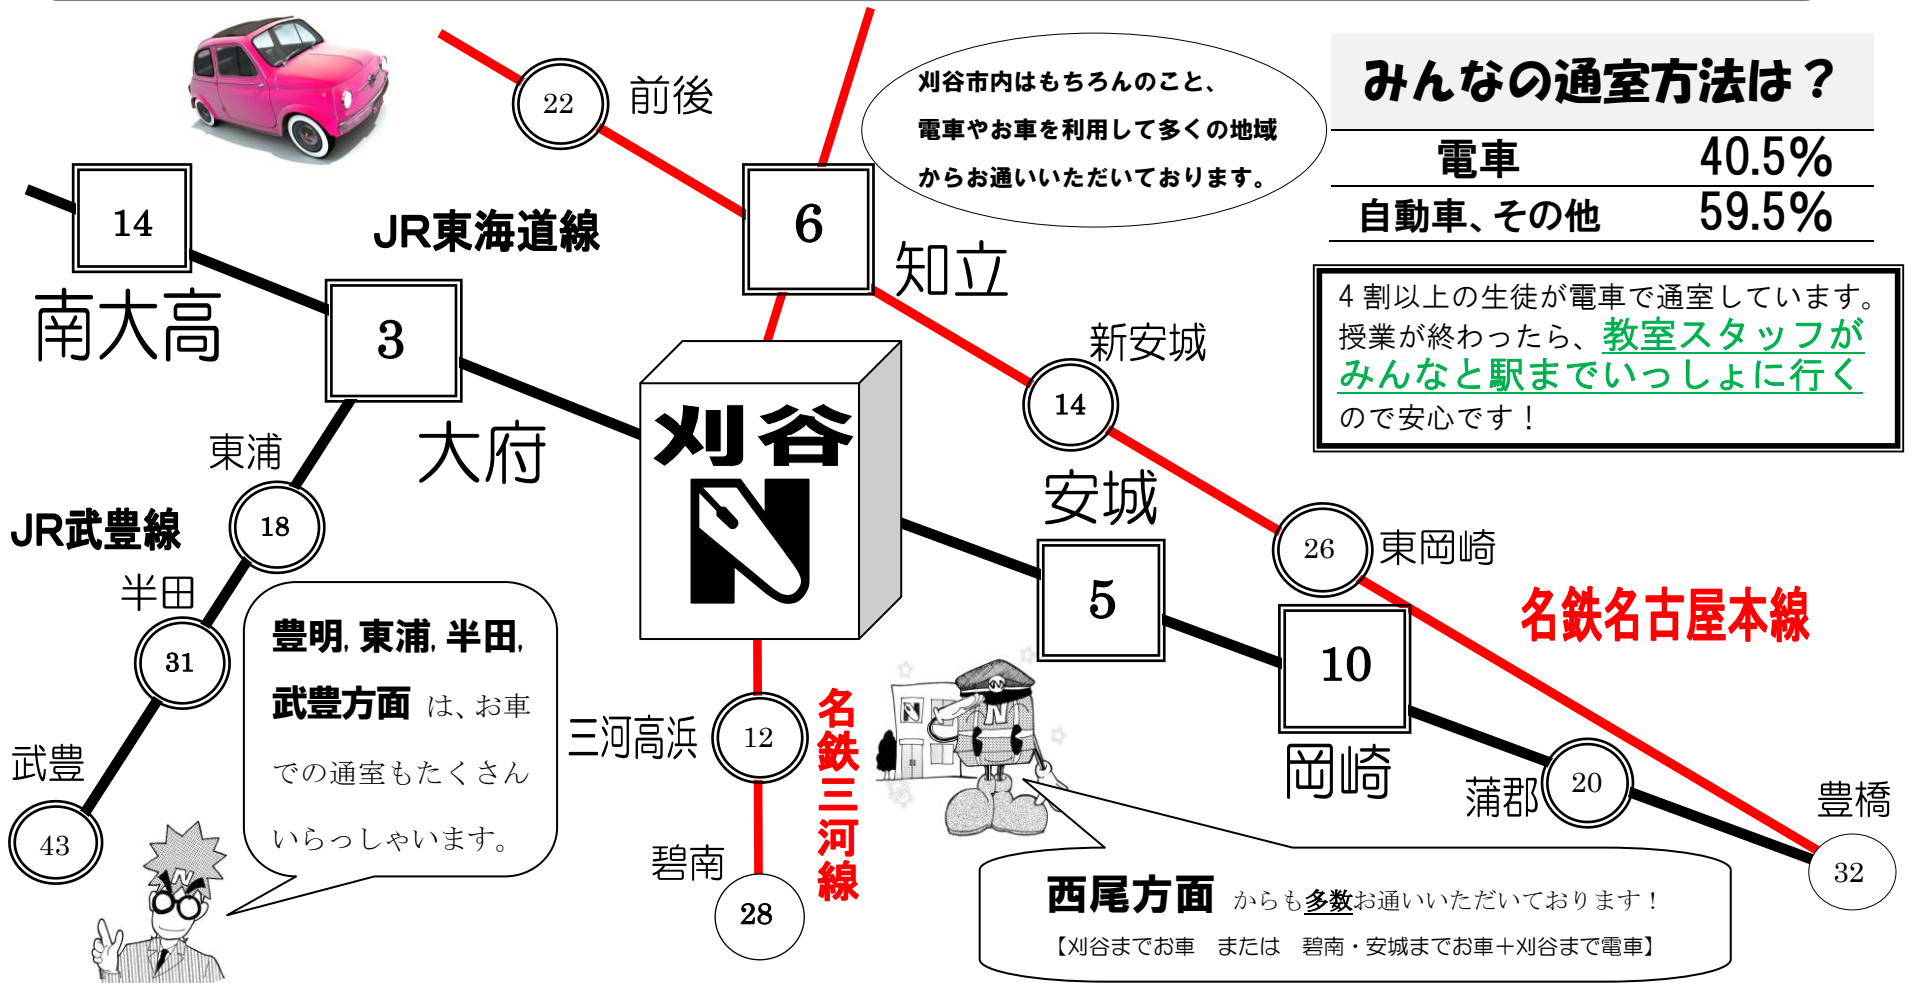 22
前後
刈谷市内はもちろんのこと、
電車やお車を利用して多くの地域
からお通いいただいております。
みんなの通室方法は？
電車 40.5%
自動車、その他 59.5%
14
南大高
JR東海道線
6
知立
3
大府
4割以上の生徒が電車で通室しています。
授業が終わったら、教室スタッフが
みんなと駅までいっしょに行く
ので安心です！
新安城
14
刈谷
N
東浦
18
JR武豊線
半田
31
武豊
43
安城
5
26
東岡崎
名鉄名古屋本線
10
岡崎
蒲郡
20
豊橋
32
豊明, 東浦, 半田,
武豊方面 は、お車
での通室もたくさん
いらっしゃいます。
三河高浜
12
名鉄三河線
碧南
28
N
N
N
西尾方面 からも多数お通いいただいております！
【刈谷までお車　または　碧南・安城までお車＋刈谷まで電車】